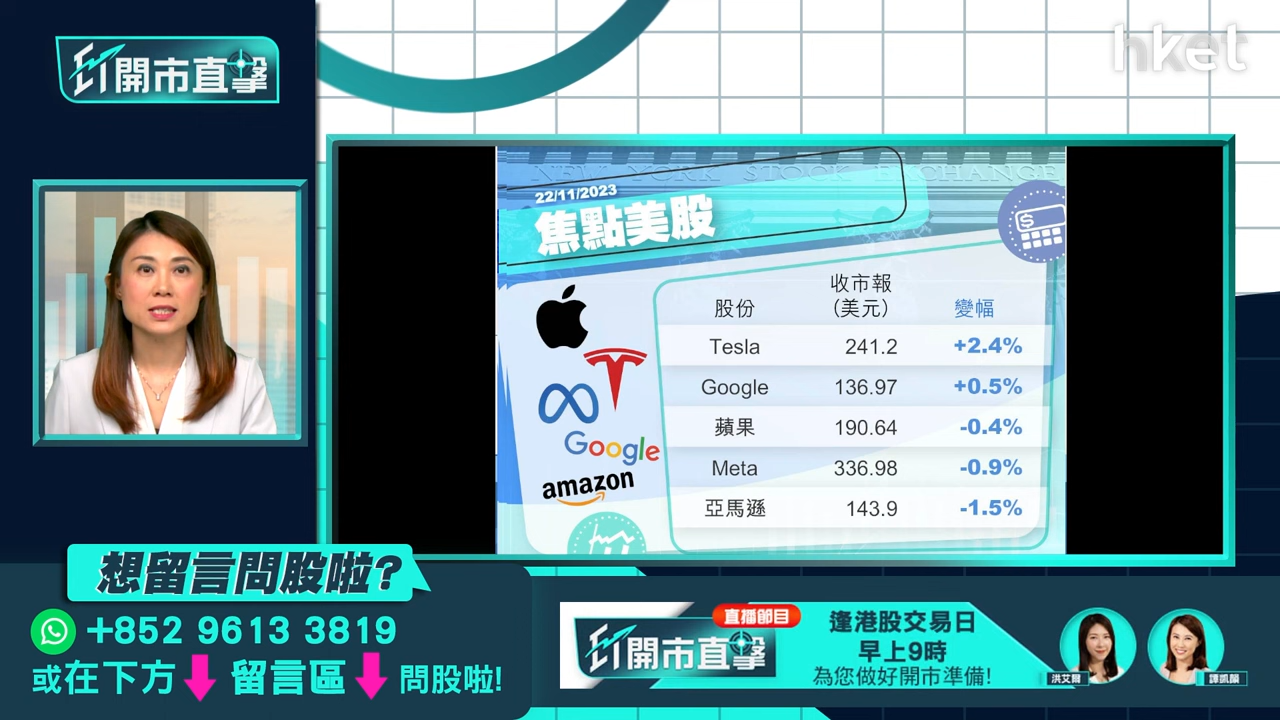 EI開市直擊
hket
NEW YORK STOCK EXCHANGE
22/11/2023
焦點美股
$
股份 收市報(美元) 變幅
Tesla 241.2 +2.4%
Google 136.97 +0.5%
蘋果 190.64 -0.4%
Meta 336.98 -0.9%
亞馬遜 143.9 -1.5%
Google
amazon
想留言問股啦?
+852 9613 3819
或在下方 留言區 問股啦!
直播節目
EI開市直擊
逢港股交易日
早上9時
為您做好開市準備!
洪艾爾
譚凱韻